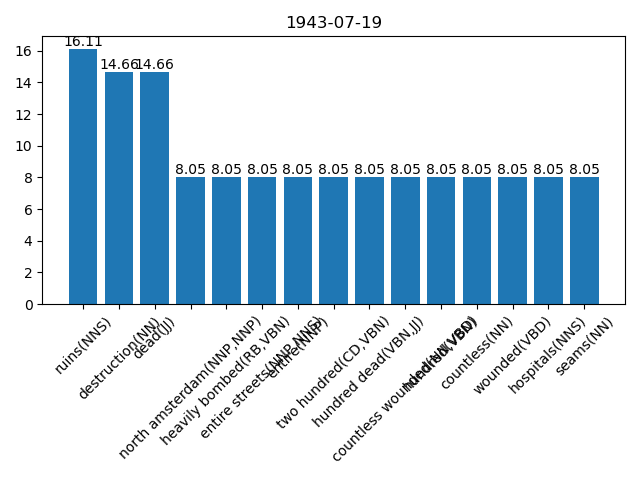 1943-07-19
16
14
12
10
8
6
4
2
0
16.11
14.66
14.66
8.05
8.05
8.05
8.05
8.05
8.05
8.05
8.05
8.05
8.05
8.05
8.05
ruins(NNS)
destruction(NN)
dead(JJ)
north amsterdam(NNP,NNP)
heavily bombed(RB,VBN)
entire streets(NNP,NNS)
entire(NNP)
two hundred(CD,VBN)
hundred dead(VBN,JJ)
countless wounded(NN,VBD)
hundred(VBN)
countless(NN)
wounded(VBD)
hospitals(NNS)
seams(NN)